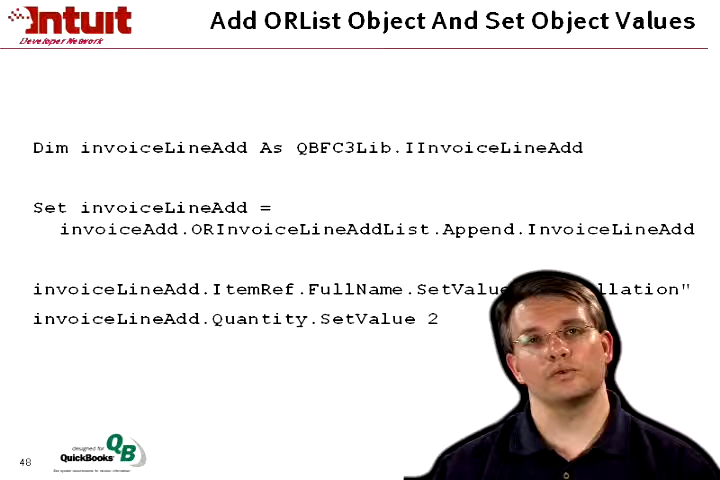 Intuit
Developer Network
Add ORList Object And Set Object Values
Dim invoiceLineAdd As QBFC3Lib.IInvoiceLineAdd
Set invoiceLineAdd =
invoiceAdd.ORInvoiceLineAddList.Append.InvoiceLineAdd
invoiceLineAdd.ItemRef.FullName.SetValue llation"
invoiceLineAdd.Quantity.SetValue 2
48
designed for
QuickBooks
QB